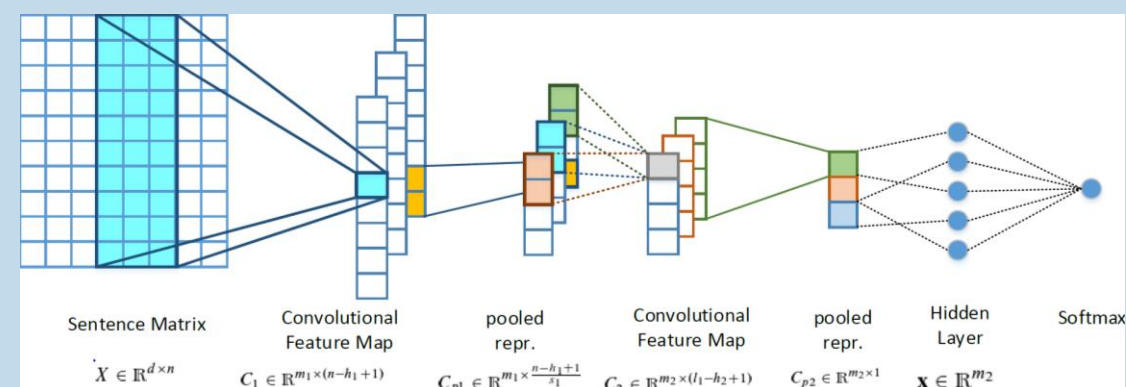 Sentence Matrix
Convolutional
Feature Map
pooled
repr.
Convolutional
Feature Map
pooled
repr.
Hidden
Layer
Softmax
X ∈ ℝ^{d×n}
C_1 ∈ ℝ^{m_1×(n−h_1+1)}
C_{p1} ∈ ℝ^{m_1×\frac{n−h_1+1}{s_1}}
C_2 ∈ ℝ^{m_2×(l_1−h_2+1)}
C_{p2} ∈ ℝ^{m_2×1}
x ∈ ℝ^{m_2}